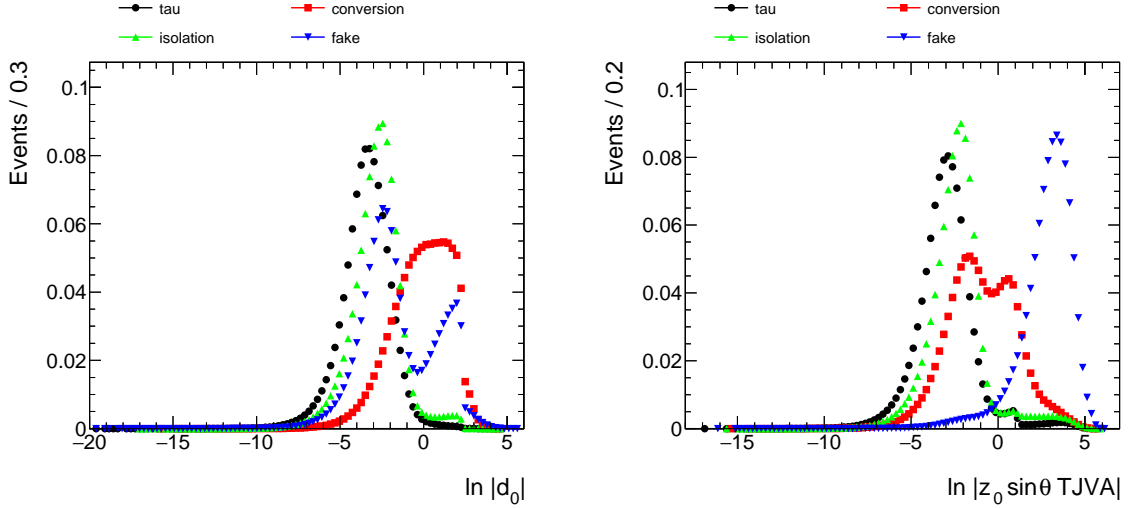 tau conversion
isolation fake
Events / 0.3
0.1
0.08
0.06
0.04
0.02
0
−20 −15 −10 −5 0 5
ln |d0|
tau conversion
isolation fake
Events / 0.2
0.1
0.08
0.06
0.04
0.02
0
−15 −10 −5 0 5
ln |z0 sinθ TJVA|